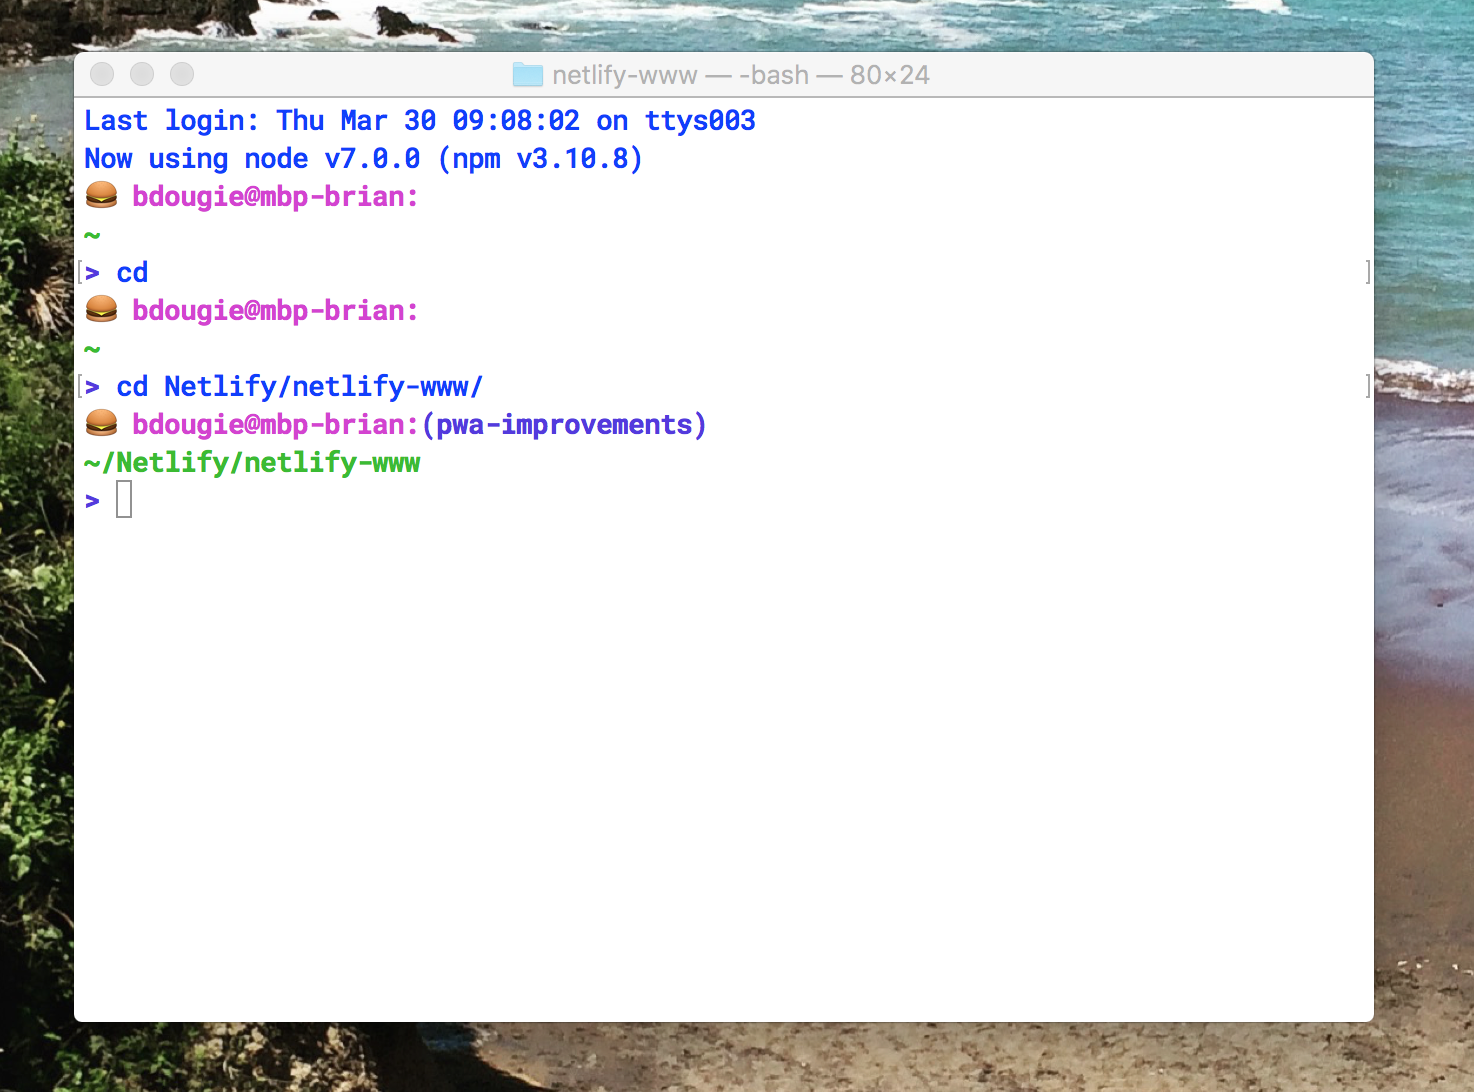 netlify-www — -bash — 80×24
Last login: Thu Mar 30 09:08:02 on ttys003
Now using node v7.0.0 (npm v3.10.8)
🍔 bdougie@mbp-brian:
~
[> cd ]
🍔 bdougie@mbp-brian:
~
[> cd Netlify/netlify-www/ ]
🍔 bdougie@mbp-brian:(pwa-improvements)
~/Netlify/netlify-www
>